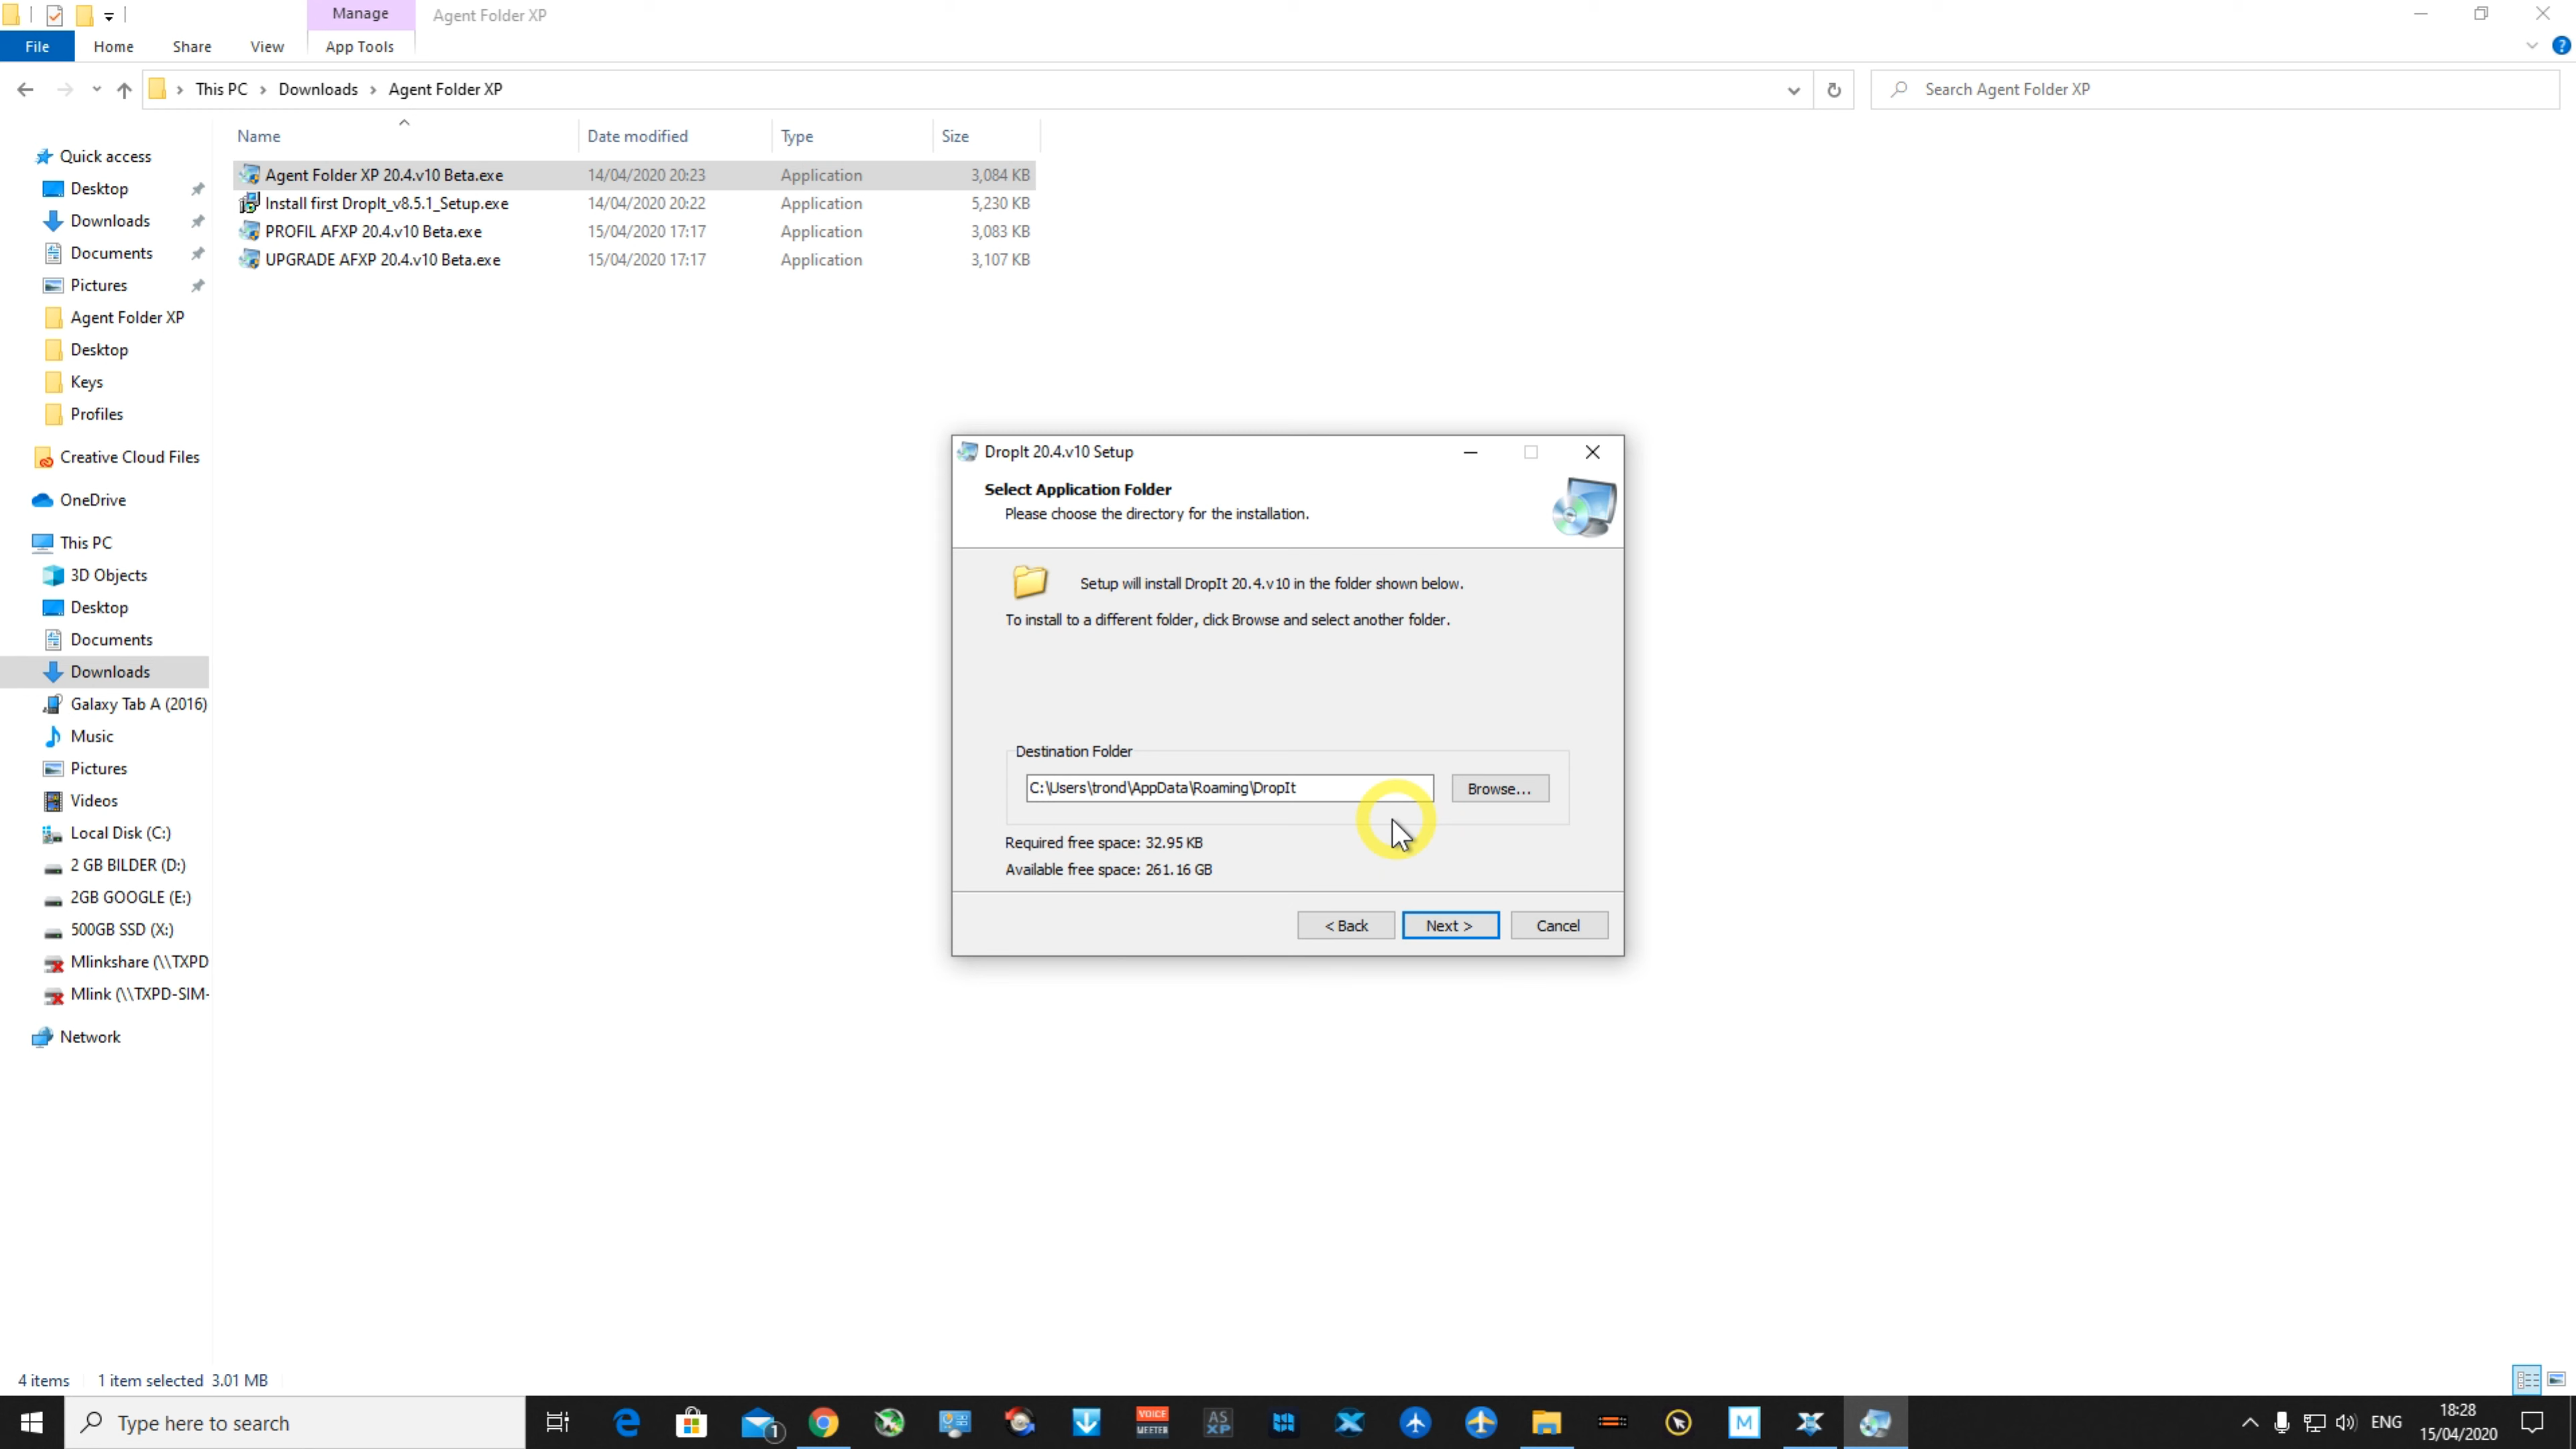 Manage
Agent Folder XP
File
Home
Share
View
App Tools
This PC > Downloads > Agent Folder XP
Search Agent Folder XP
Name
Date modified
Type
Size
Agent Folder XP 20.4.v10 Beta.exe 14/04/2020 20:23 Application 3,084 KB
Install first DropIt_v8.5.1_Setup.exe 14/04/2020 20:22 Application 5,230 KB
PROFIL AFXP 20.4.v10 Beta.exe 15/04/2020 17:17 Application 3,083 KB
UPGRADE AFXP 20.4.v10 Beta.exe 15/04/2020 17:17 Application 3,107 KB
Quick access
Desktop
Downloads
Documents
Pictures
Agent Folder XP
Desktop
Keys
Profiles
Creative Cloud Files
OneDrive
This PC
3D Objects
Desktop
Documents
Downloads
Galaxy Tab A (2016)
Music
Pictures
Videos
Local Disk (C:)
2 GB BILDER (D:)
2GB GOOGLE (E:)
500GB SSD (X:)
Mlinkshare (\\TXPD
Mlink (\\TXPD-SIM-
Network
DropIt 20.4.v10 Setup
Select Application Folder
Please choose the directory for the installation.
Setup will install DropIt 20.4.v10 in the folder shown below.
To install to a different folder, click Browse and select another folder.
Destination Folder
C:\Users\trond\AppData\Roaming\DropIt
Browse...
Required free space: 32.95 KB
Available free space: 261.16 GB
< Back
Next >
Cancel
4 items
1 item selected 3.01 MB
Type here to search
1
VOICE
MEETER
AS
XP
M
ENG
18:28
15/04/2020